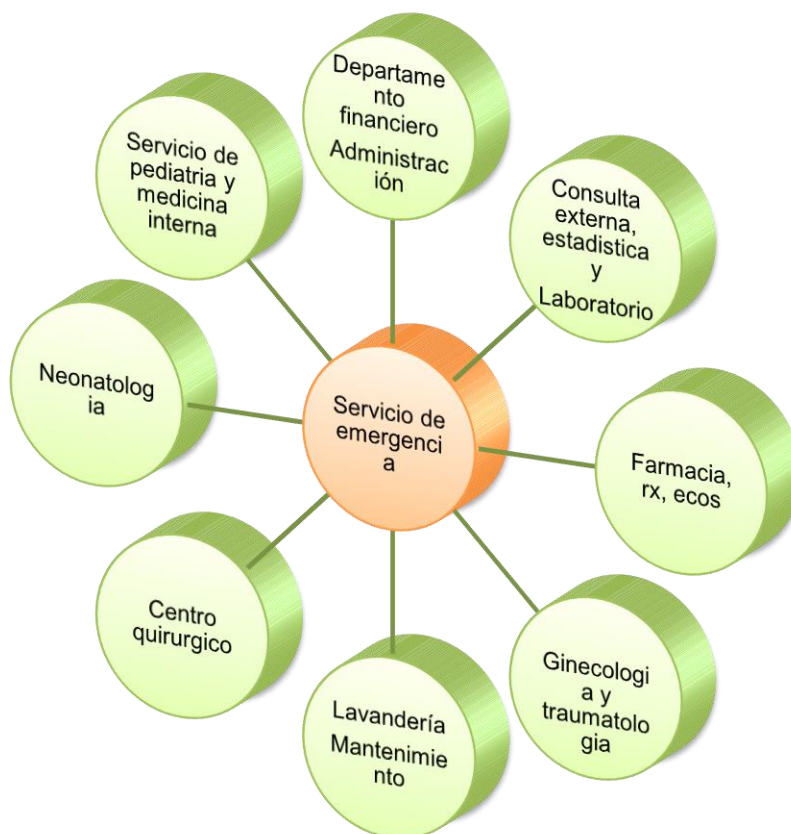 Departame
nto
financiero
Administrac
ión
Servicio de
pediatria y
medicina
interna
Consulta
externa,
estadistica
y
Laboratorio
Neonatolog
ia
Servicio de
emergenci
a
Farmacia,
rx, ecos
Centro
quirurgico
Ginecologi
a y
traumatolo
gia
Lavandería
Mantenimie
nto